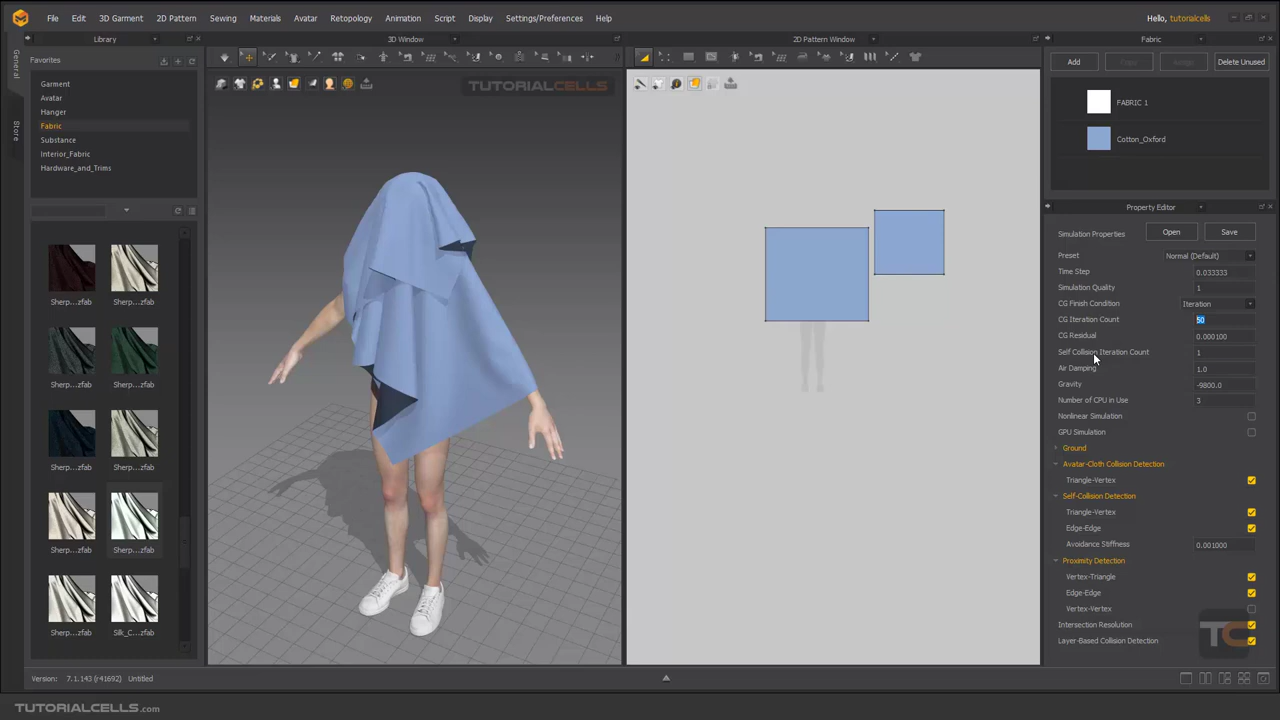 File Edit 3D Garment 2D Pattern Sewing Materials Avatar Retopology Animation Script Display Settings/Preferences Help Hello, tutorialcells
Library 3D Window 2D Pattern Window Fabric
General
Store
Favorites
Garment
Avatar
Hanger
Fabric
Substance
Interior_Fabric
Hardware_and_Trims
Sherp...zfab Sherp...zfab
Sherp...zfab Sherp...zfab
Sherp...zfab Sherp...zfab
Sherp...zfab Sherp...zfab
Sherp...zfab Silk_C...zfab
TUTORIALCELLS
Add Copy Assign Delete Unused
FABRIC 1
Cotton_Oxford
Property Editor
Simulation Properties Open Save
Preset Normal (Default)
Time Step 0.033333
Simulation Quality 1
CG Finish Condition Iteration
CG Iteration Count 50
CG Residual 0.000100
Self Collision Iteration Count 1
Air Damping 1.0
Gravity -9800.0
Number of CPU in Use 3
Nonlinear Simulation
GPU Simulation
Ground
Avatar-Cloth Collision Detection
Triangle-Vertex
Self-Collision Detection
Triangle-Vertex
Edge-Edge
Avoidance Stiffness 0.001000
Proximity Detection
Vertex-Triangle
Edge-Edge
Vertex-Vertex
Intersection Resolution
Layer-Based Collision Detection
TC
Version: 7.1.143 (r41692) Untitled
TUTORIALCELLS.com